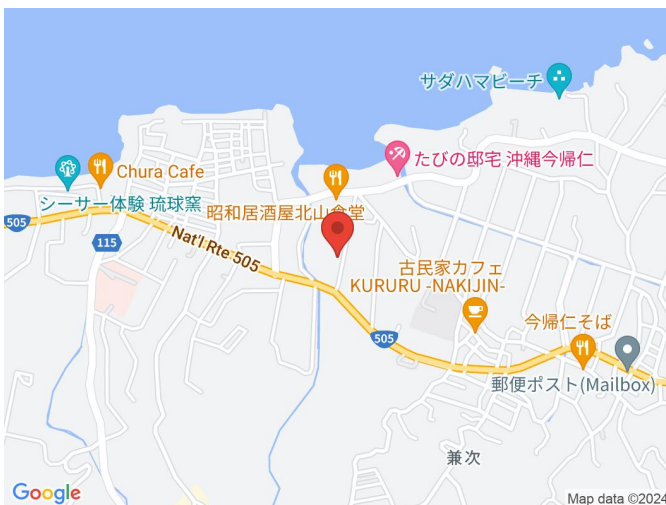 サダハマビーチ
たびの邸宅 沖縄今帰仁
Chura Cafe
シーサー体験 琉球窯
昭和居酒屋北山食堂
505
115
Nat'l Rte 505
古民家カフェ
KURURU -NAKIJIN-
505
今帰仁そば
郵便ポスト(Mailbox)
兼次
Google
Map data ©2024